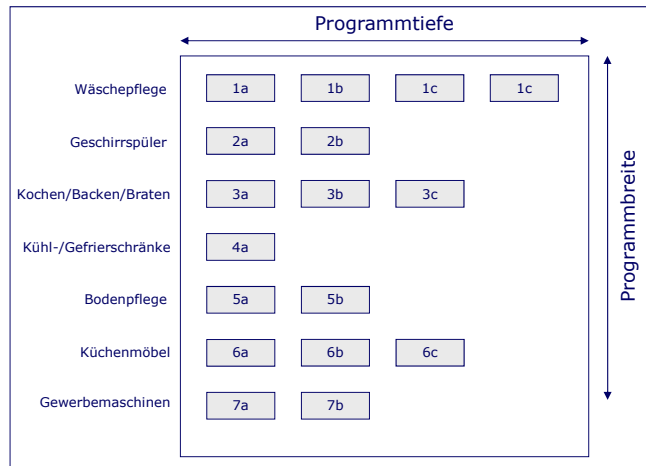 Programmtiefe
Wäschepflege 1a 1b 1c 1c
Geschirrspüler 2a 2b
Kochen/Backen/Braten 3a 3b 3c
Kühl-/Gefrierschränke 4a
Bodenpflege 5a 5b
Küchenmöbel 6a 6b 6c
Gewerbemaschinen 7a 7b
Programmbreite